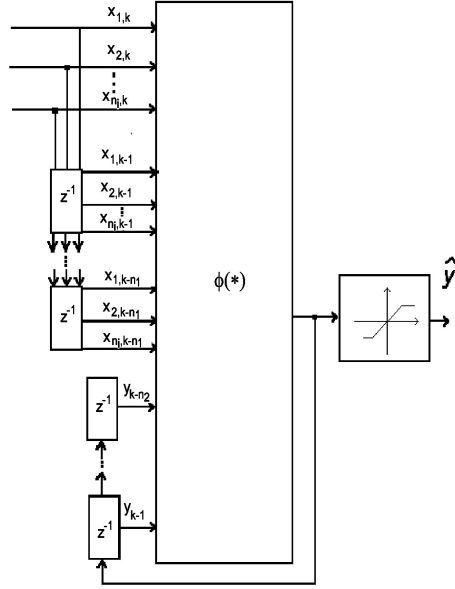 x1,k
x2,k
xni,k
x1,k-1
z-1
x2,k-1
xni,k-1
x1,k-n1
z-1
x2,k-n1
xni,k-n1
ϕ(*)
ŷ
z-1
yk-n2
z-1
yk-1